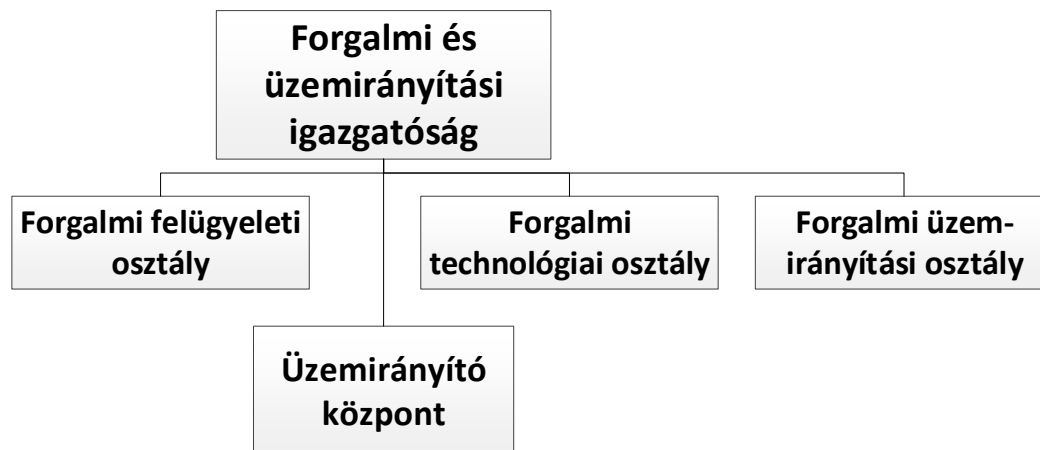 Forgalmi és
üzemirányítási
igazgatóság
Forgalmi felügyeleti
osztály
Forgalmi
technológiai osztály
Forgalmi üzem-
irányítási osztály
Üzemirányító
központ